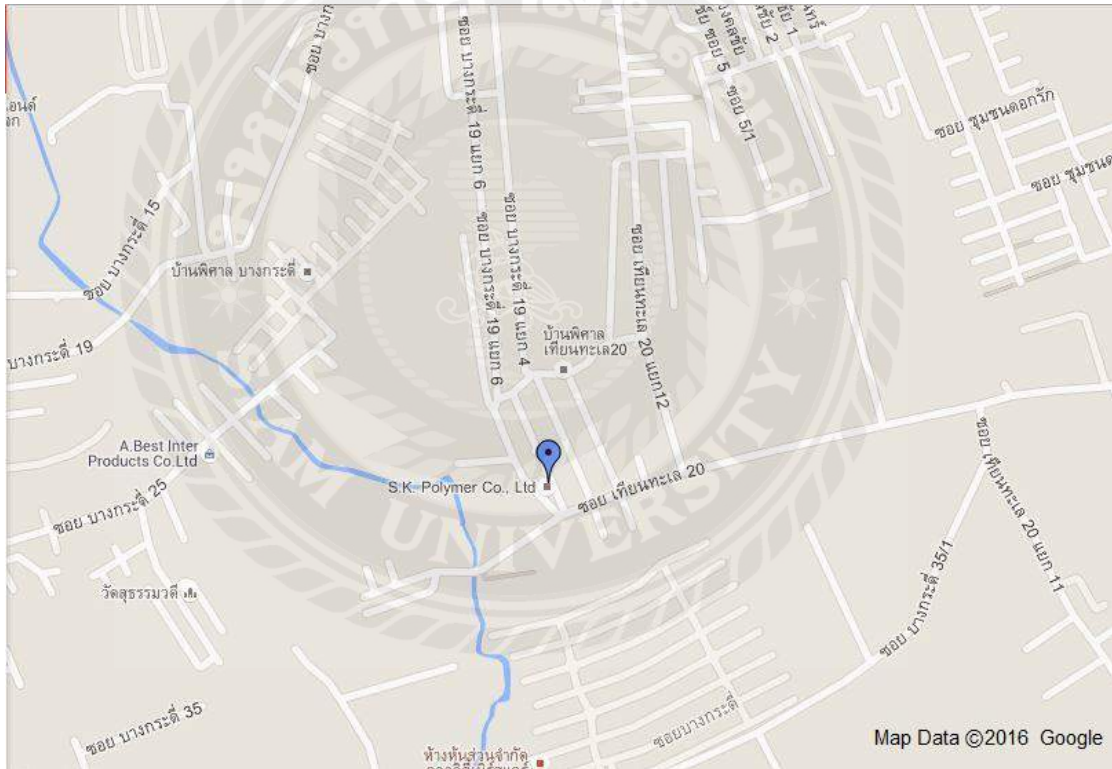 ซอย บางกระดี่ 19 แยก 6
ซอย 5
ซอย 5/1
ซอย ชุมชนดอกรัก
ซอย บางกระดี่ 15
บ้านพิศาล บางกระดี่
ซอย บางกระดี่ 19 แยก 6
ซอย บางกระดี่ 19 แยก 4
ซอย เทียนทะเล 20 แยก12
บ้านพิศาล
เทียนทะเล20
บางกระดี่ 19
A.Best Inter
Products Co.Ltd
S.K. Polymer Co., Ltd
ซอย เทียนทะเล 20
ซอย บางกระดี่ 25
ซอย เทียนทะเล 20 แยก 11
UNIVERSITY
วัดสุธรรมวดี
ซอย บางกระดี่ 35/1
ซอย บางกระดี่ 35
ซอยบางกระดี่
ห้างหุ้นส่วนจำกัด
Map Data ©2016 Google